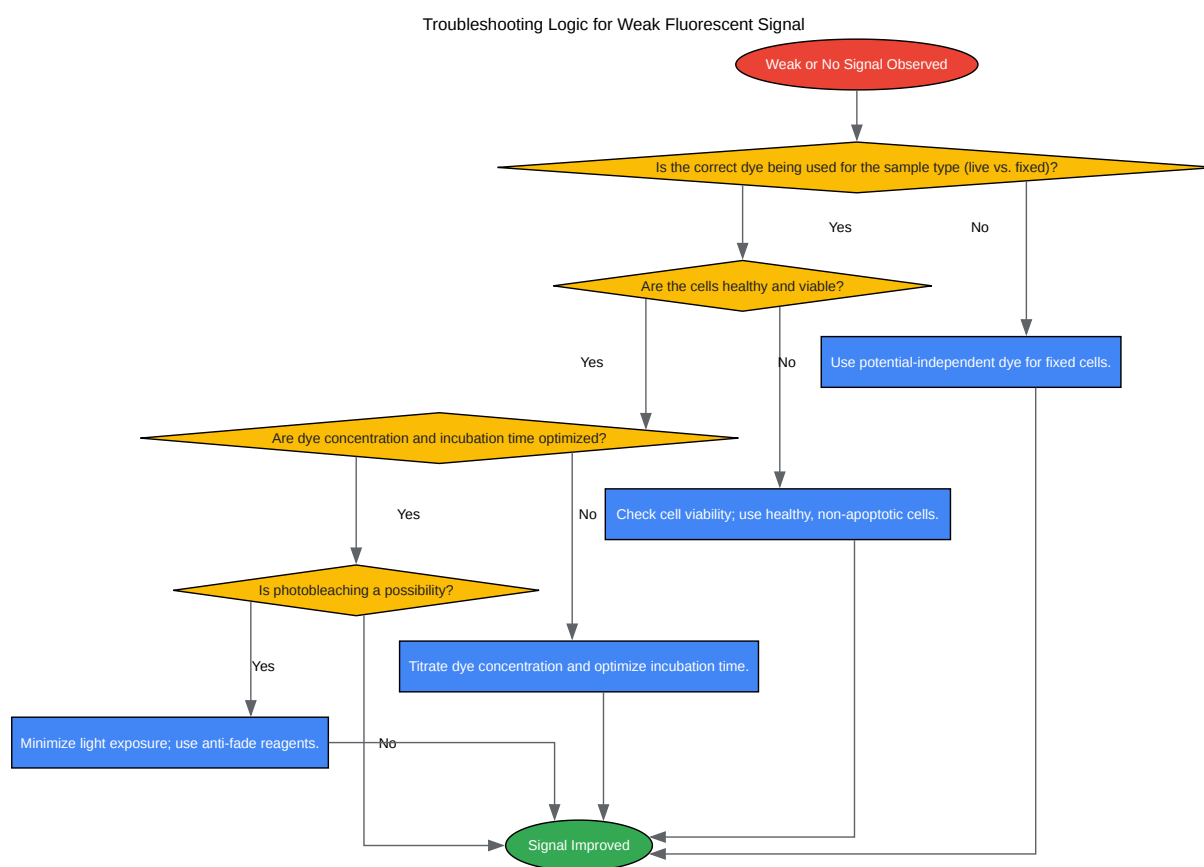 Troubleshooting Logic for Weak Fluorescent Signal
Weak or No Signal Observed
Is the correct dye being used for the sample type (live vs. fixed)?
Yes
No
Are the cells healthy and viable?
Yes
No
Use potential-independent dye for fixed cells.
Are dye concentration and incubation time optimized?
Yes
No
Check cell viability; use healthy, non-apoptotic cells.
Is photobleaching a possibility?
Yes
Titrate dye concentration and optimize incubation time.
Minimize light exposure; use anti-fade reagents.
No
Signal Improved